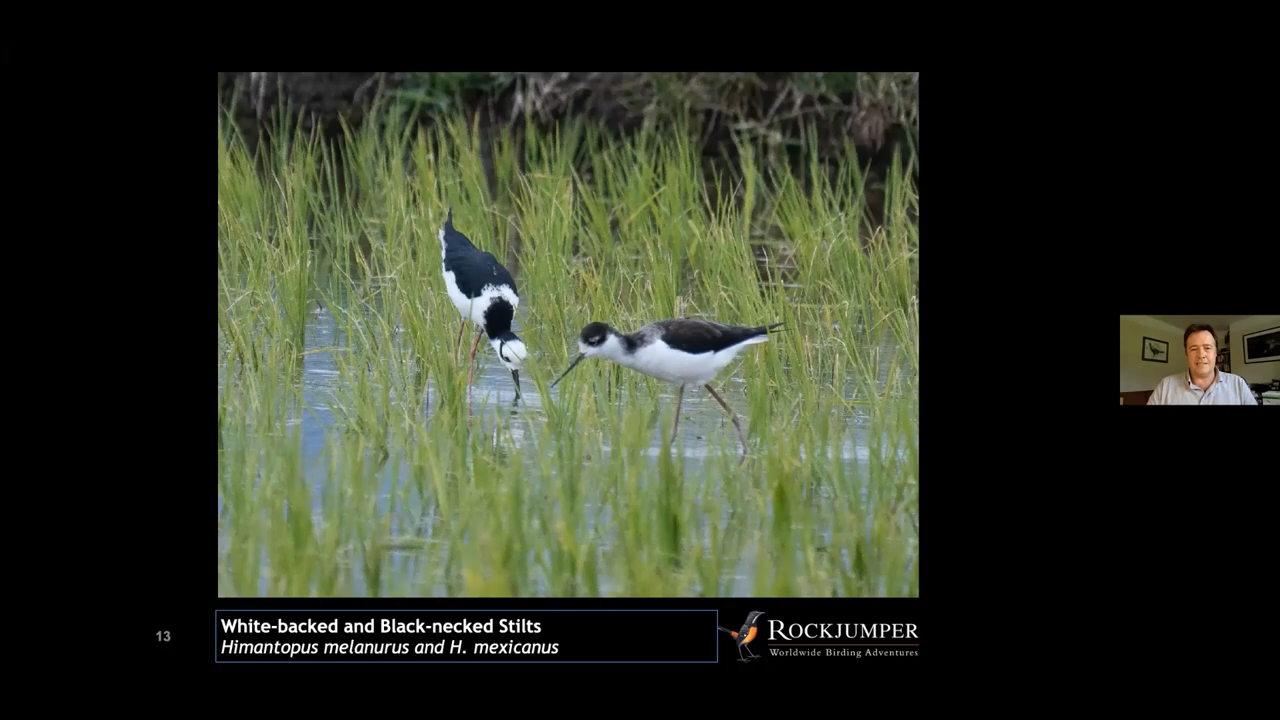 13
White-backed and Black-necked Stilts
Himantopus melanurus and H. mexicanus
ROCKJUMPER
Worldwide Birding Adventures